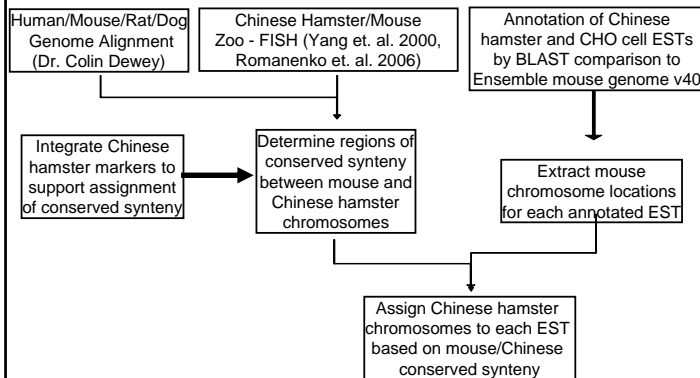 Human/Mouse/Rat/Dog
Genome Alignment
(Dr. Colin Dewey)
Chinese Hamster/Mouse
Zoo - FISH (Yang et. al. 2000,
Romanenko et. al. 2006)
Annotation of Chinese
hamster and CHO cell ESTs
by BLAST comparison to
Ensemble mouse genome v40
Integrate Chinese
hamster markers to
support assignment
of conserved synteny
Determine regions of
conserved synteny
between mouse and
Chinese hamster
chromosomes
Extract mouse
chromosome locations
for each annotated EST
Assign Chinese hamster
chromosomes to each EST
based on mouse/Chinese
conserved synteny